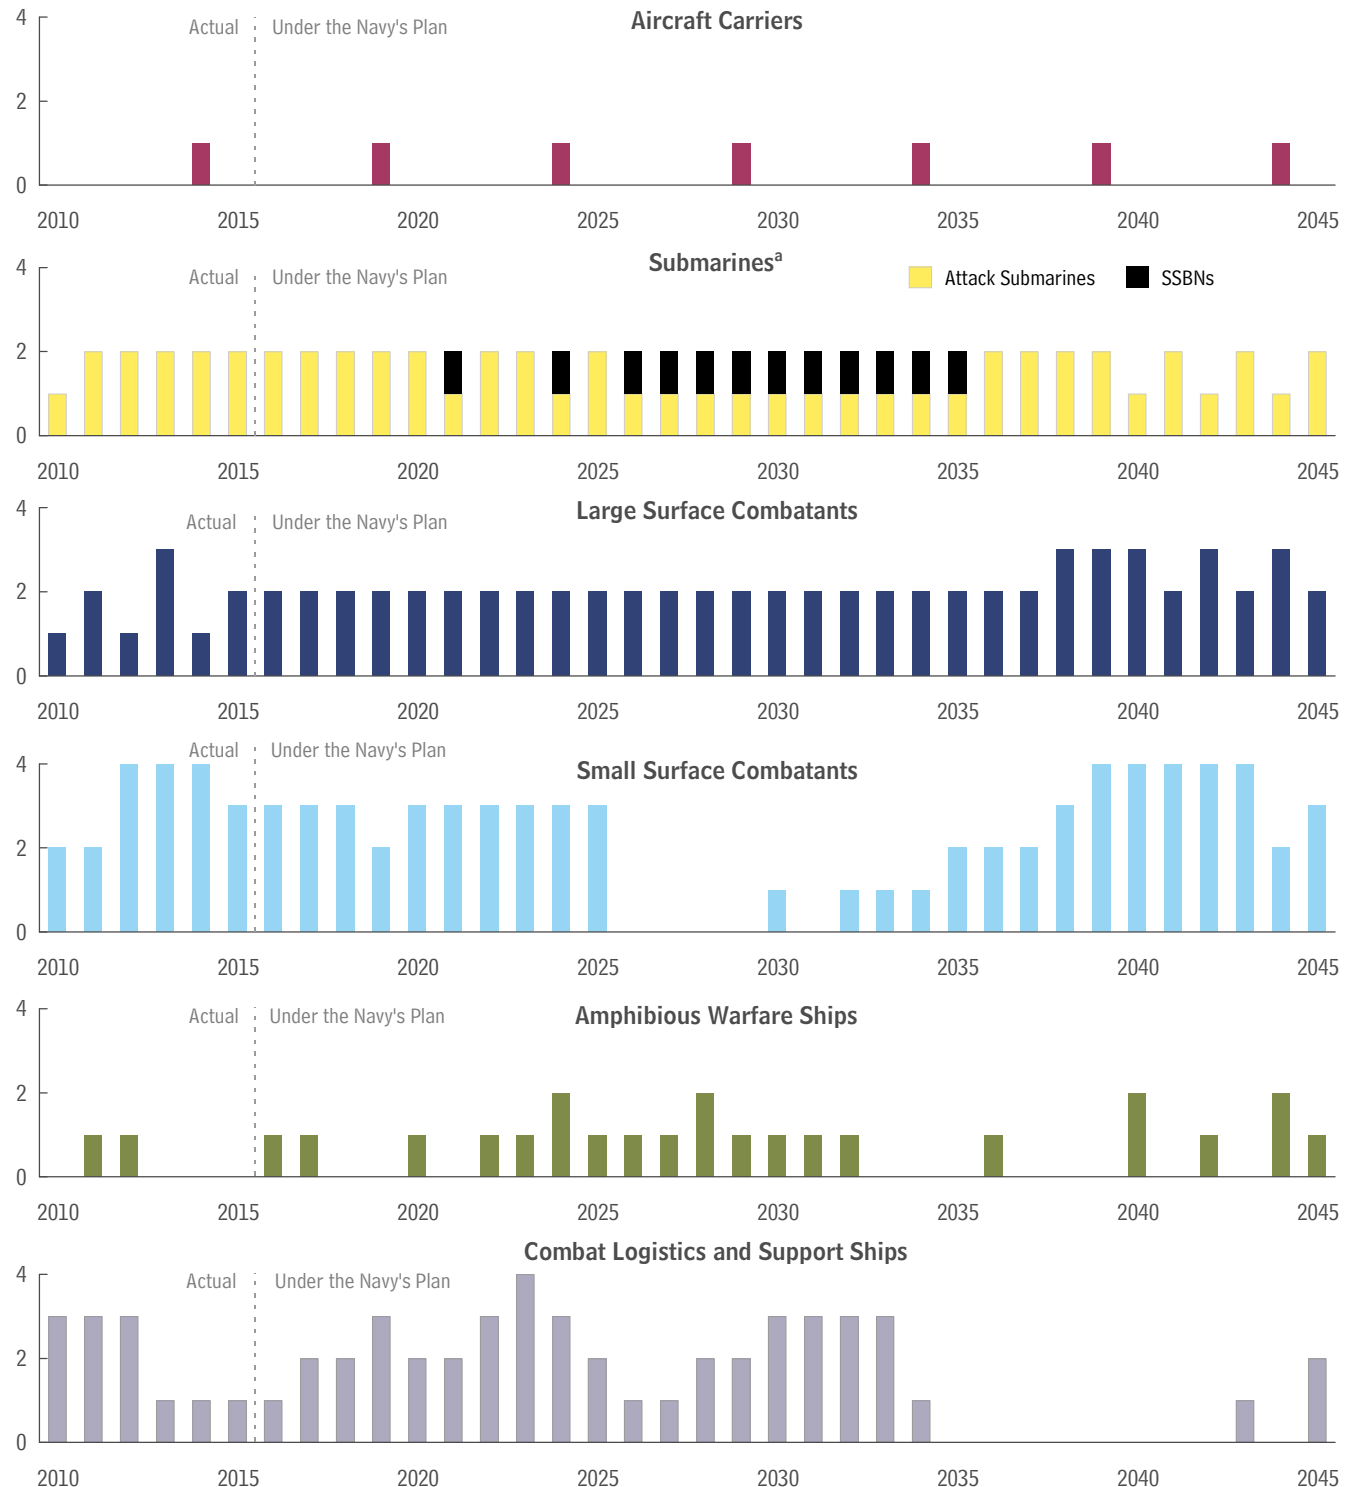 Aircraft Carriers
Actual Under the Navy's Plan
4
2
0
2010 2015 2020 2025 2030 2035 2040 2045
Submarinesª
Actual Under the Navy's Plan
Attack Submarines SSBNs
4
2
0
2010 2015 2020 2025 2030 2035 2040 2045
Large Surface Combatants
Actual Under the Navy's Plan
4
2
0
2010 2015 2020 2025 2030 2035 2040 2045
Actual Under the Navy's Plan
Small Surface Combatants
4
2
0
2010 2015 2020 2025 2030 2035 2040 2045
Amphibious Warfare Ships
Actual Under the Navy's Plan
4
2
0
2010 2015 2020 2025 2030 2035 2040 2045
Combat Logistics and Support Ships
Actual Under the Navy's Plan
4
2
0
2010 2015 2020 2025 2030 2035 2040 2045